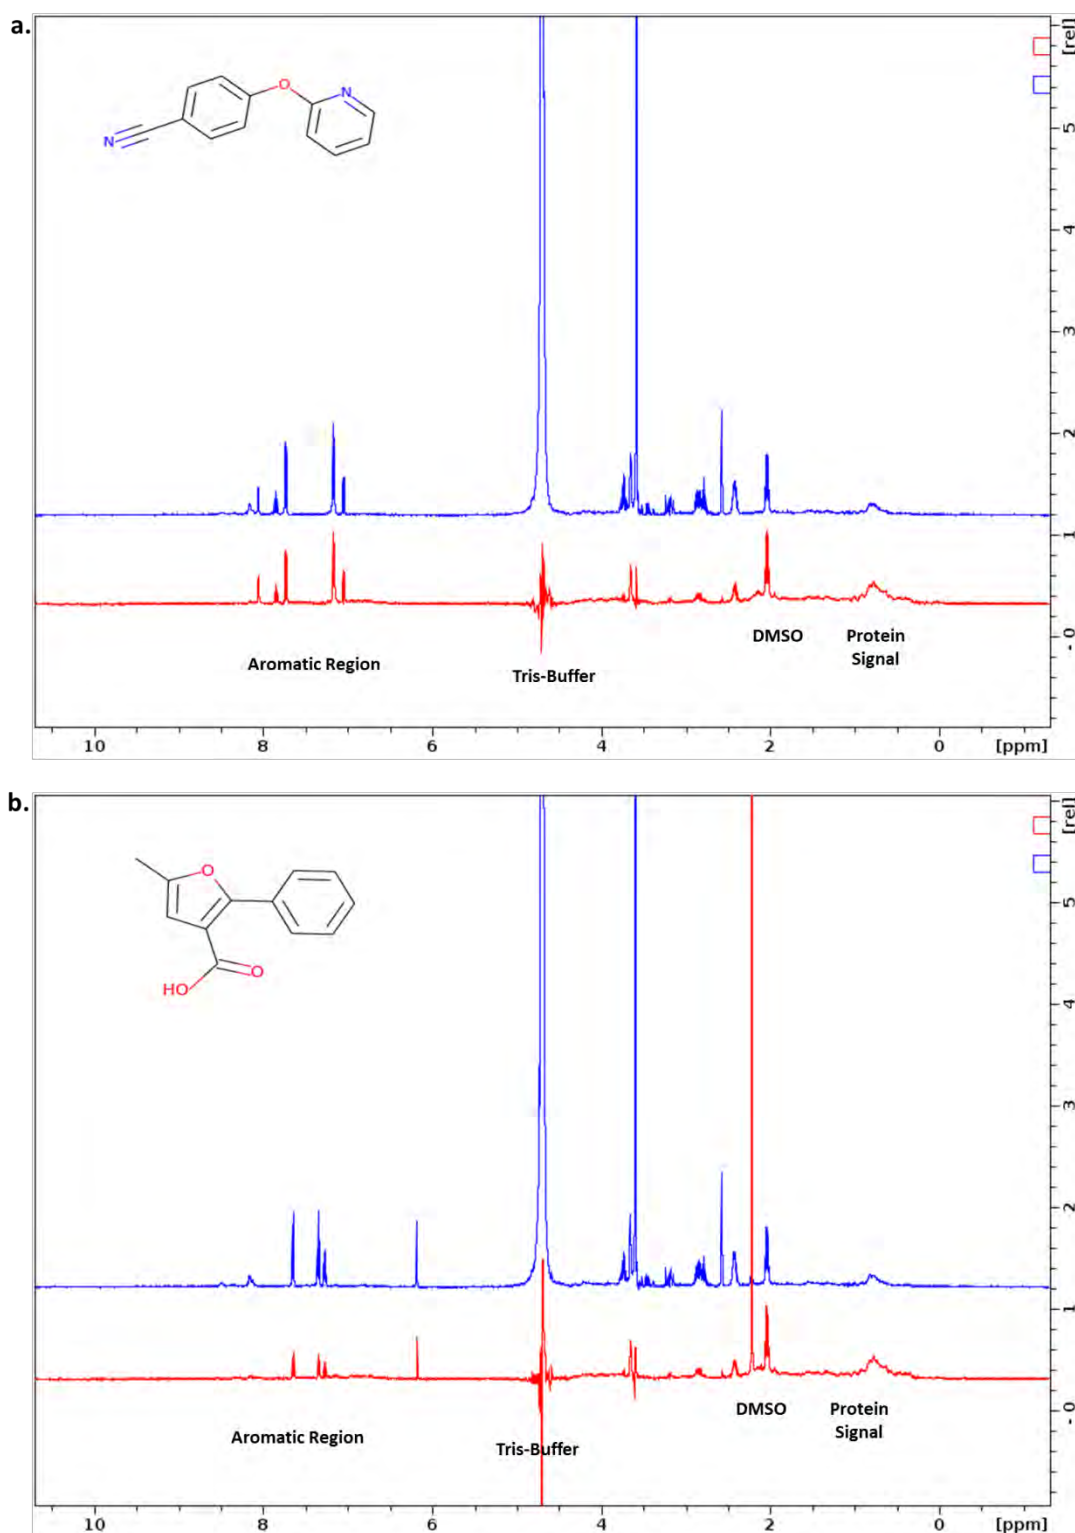 a.
[rel]
O
N
N
5
4
3
2
1
- 0
DMSO
Protein
Signal
Aromatic Region
Tris-Buffer
10
8
6
4
2
0
[ppm]
b.
[rel]
O
O
HO
5
4
3
2
1
- 0
DMSO
Protein
Signal
Aromatic Region
Tris-Buffer
10
8
6
4
2
0
[ppm]